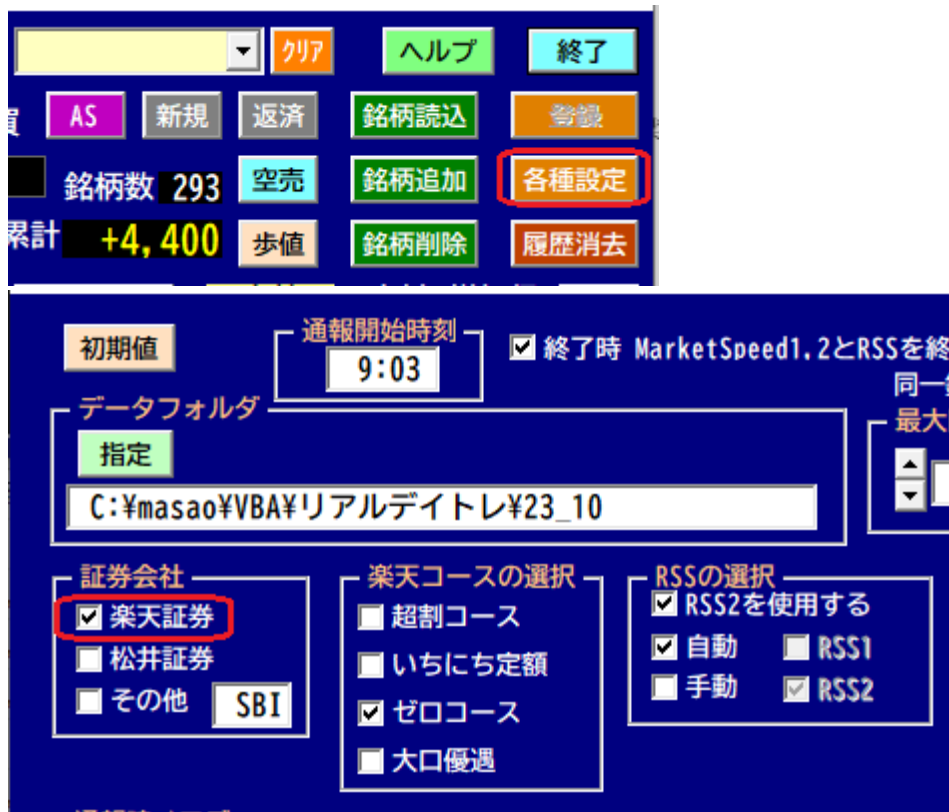 クリア ヘルプ 終了
AS 新規 返済 銘柄読込 登録
銘柄数 293 空売 銘柄追加 各種設定
累計 +4,400 歩値 銘柄削除 履歴消去
初期値
通報開始時刻
9:03
終了時 MarketSpeed1.2とRSSを終
同一
データフォルダ
最大
指定
C:¥masao¥VBA¥リアルデイトレ¥23_10
証券会社
楽天証券
松井証券
その他 SBI
楽天コースの選択
超割コース
いちにち定額
ゼロコース
大口優遇
RSSの選択
RSS2を使用する
自動 RSS1
手動 RSS2